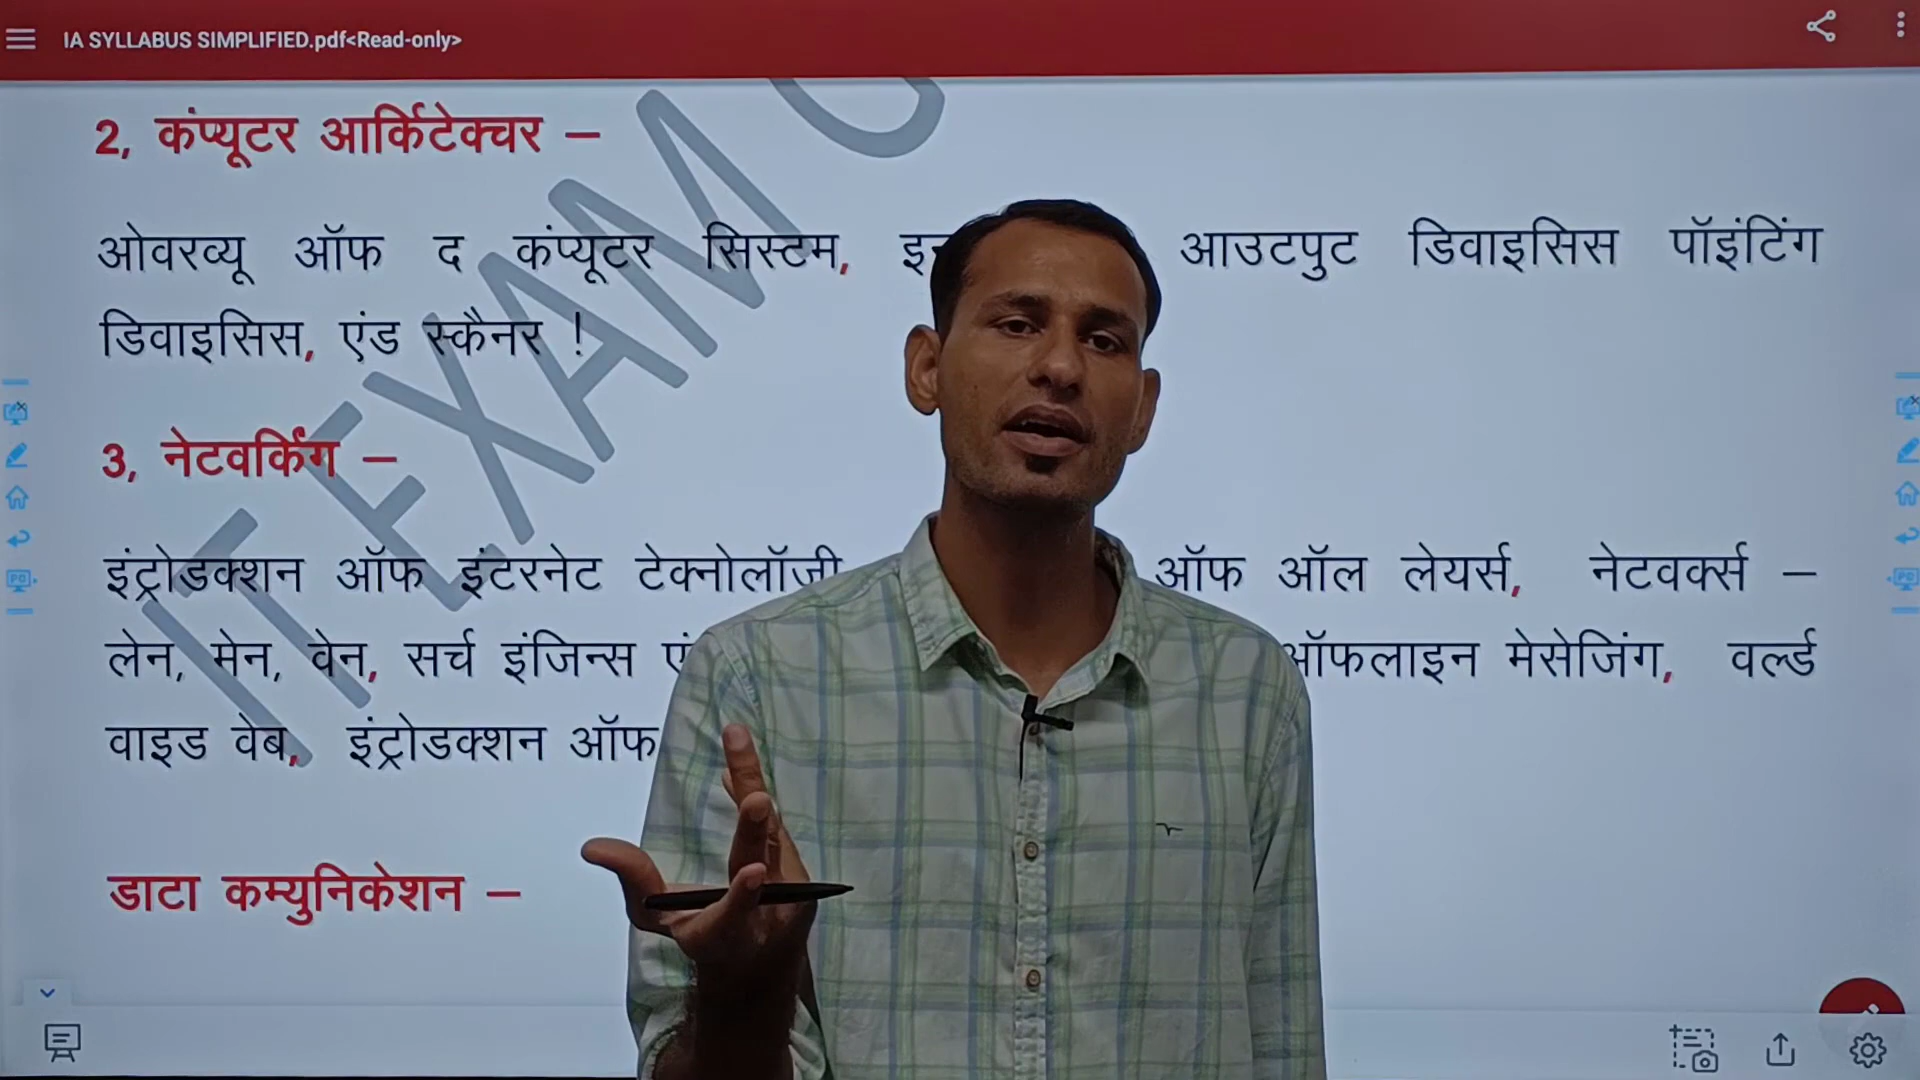 IA SYLLABUS SIMPLIFIED.pdf<Read-only>
2, कंप्यूटर आर्किटेक्चर –
ओवरव्यू ऑफ द कंप्यूटर सिस्टम, आउटपुट डिवाइसिस पॉइंटिंग
डिवाइसिस, एंड स्कैनर !
3, नेटवर्किंग –
इंट्रोडक्शन ऑफ इंटरनेट टेक्नोलॉजी ऑफ ऑल लेयर्स, नेटवर्क्स –
लेन, मेन, वेन, सर्च इंजिन्स ऑफलाइन मेसेजिंग, वर्ल्ड
वाइड वेब, इंट्रोडक्शन ऑफ
डाटा कम्युनिकेशन –
IT EXAM